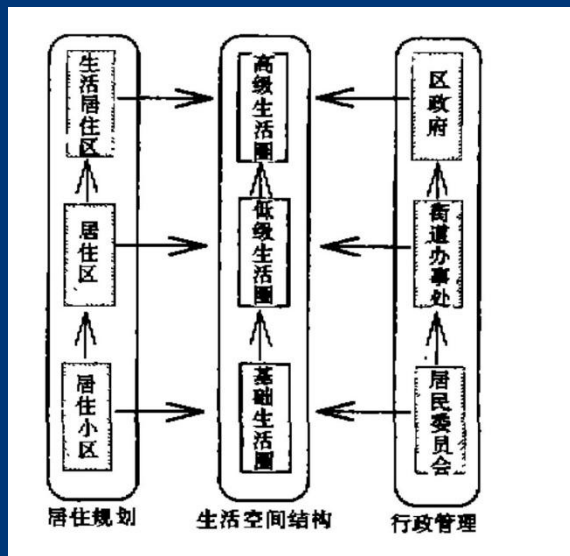 生活居住区
高级生活圈
区政府
居住区
低级生活圈
街道办事处
居住小区
基础生活圈
居民委员会
居住规划
生活空间结构
行政管理